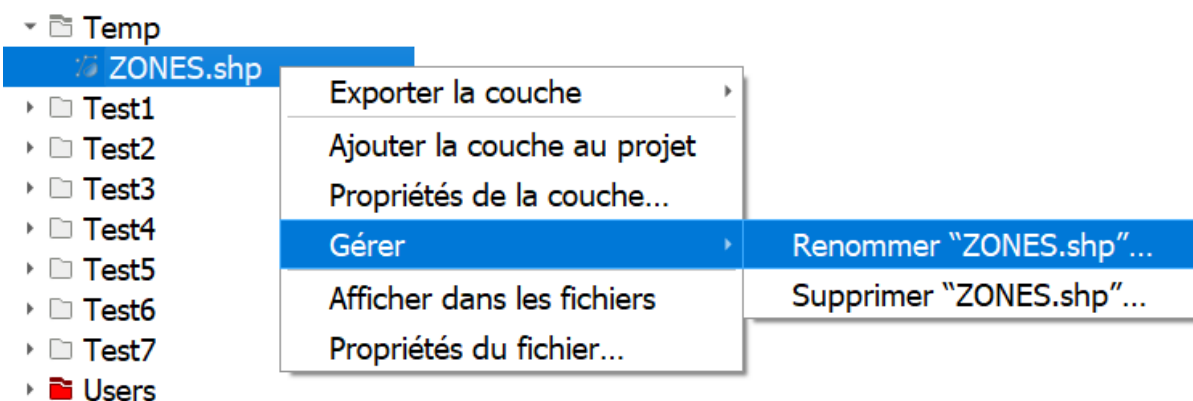 Temp
ZONES.shp
Test1
Test2
Test3
Test4
Test5
Test6
Test7
Users
Exporter la couche
Ajouter la couche au projet
Propriétés de la couche...
Gérer
Afficher dans les fichiers
Propriétés du fichier...
Renommer “ZONES.shp”...
Supprimer “ZONES.shp”...